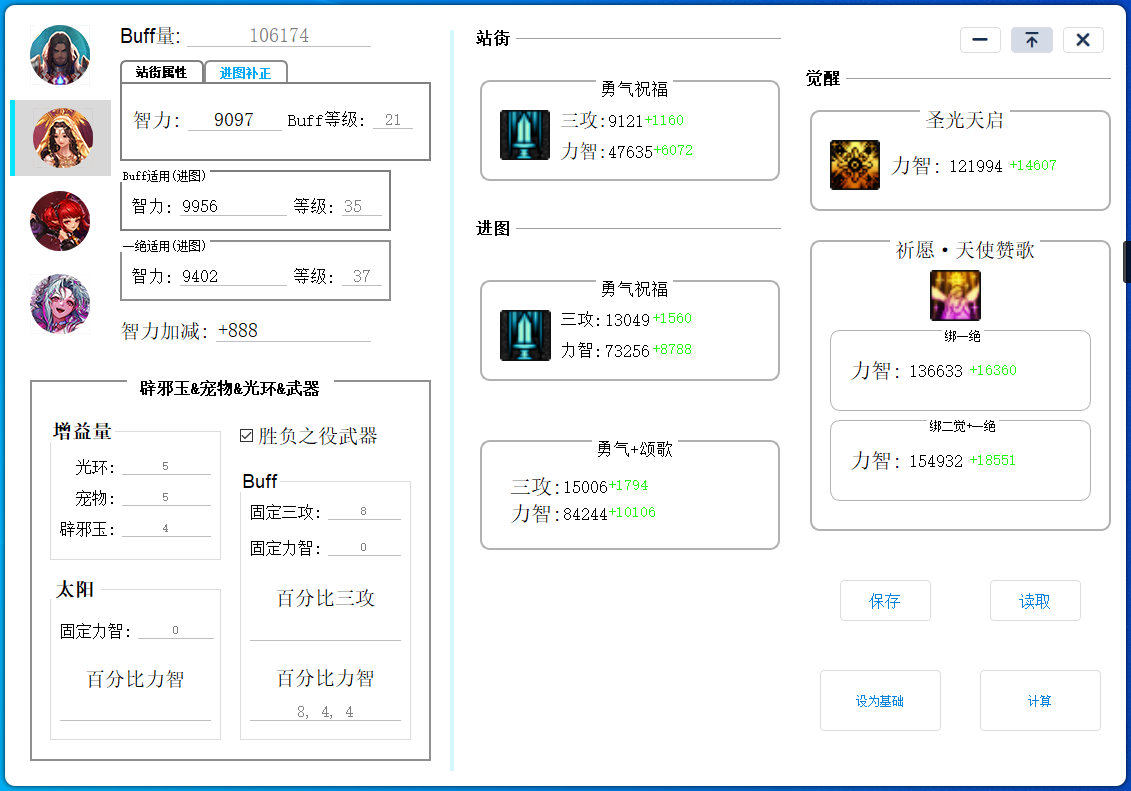 Buff量: 106174
站街属性 进图补正
智力: 9097 Buff等级: 21
Buff适用(进图)
智力: 9956 等级: 35
一绝适用(进图)
智力: 9402 等级: 37
智力加减: +888
辟邪玉&宠物&光环&武器
增益量
光环: 5
宠物: 5
辟邪玉: 4
太阳
固定力智: 0
百分比力智
胜负之役武器
Buff
固定三攻: 8
固定力智: 0
百分比三攻
百分比力智
8, 4, 4
站街
勇气祝福
三攻:9121+1160
力智:47635+6072
进图
勇气祝福
三攻:13049+1560
力智:73256+8788
勇气+颂歌
三攻:15006+1794
力智:84244+10106
觉醒
圣光天启
力智: 121994 +14607
祈愿·天使赞歌
绑一绝
力智: 136633 +16360
绑二觉+一绝
力智: 154932 +18551
保存 读取
设为基础 计算